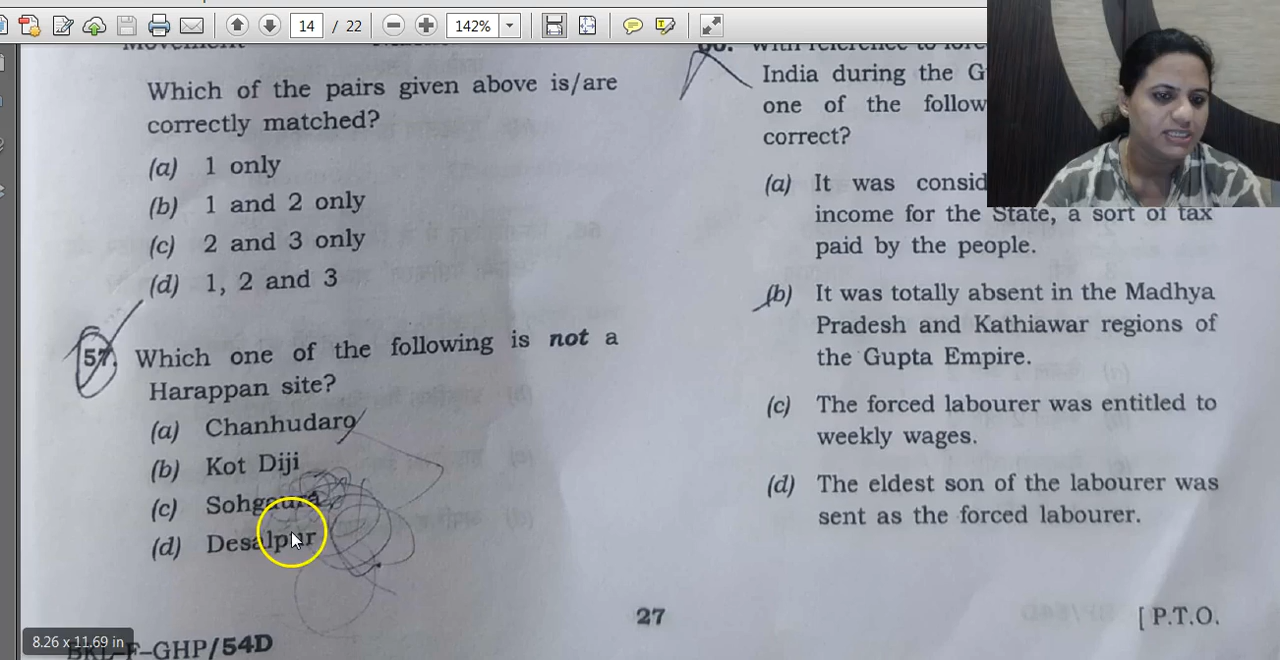 14 / 22
142%
Which of the pairs given above is/are
correctly matched?
(a) 1 only
(b) 1 and 2 only
(c) 2 and 3 only
(d) 1, 2 and 3
57. Which one of the following is not a
Harappan site?
(a) Chanhudaro
(b) Kot Diji
(c) Sohgaura
(d) Desalpur
India during the G
one of the follow
correct?
(a) It was consid
income for the State, a sort of tax
paid by the people.
(b) It was totally absent in the Madhya
Pradesh and Kathiawar regions of
the Gupta Empire.
(c) The forced labourer was entitled to
weekly wages.
(d) The eldest son of the labourer was
sent as the forced labourer.
27
[ P.T.O.
8.26 x 11.69 in
-F-GHP/54D